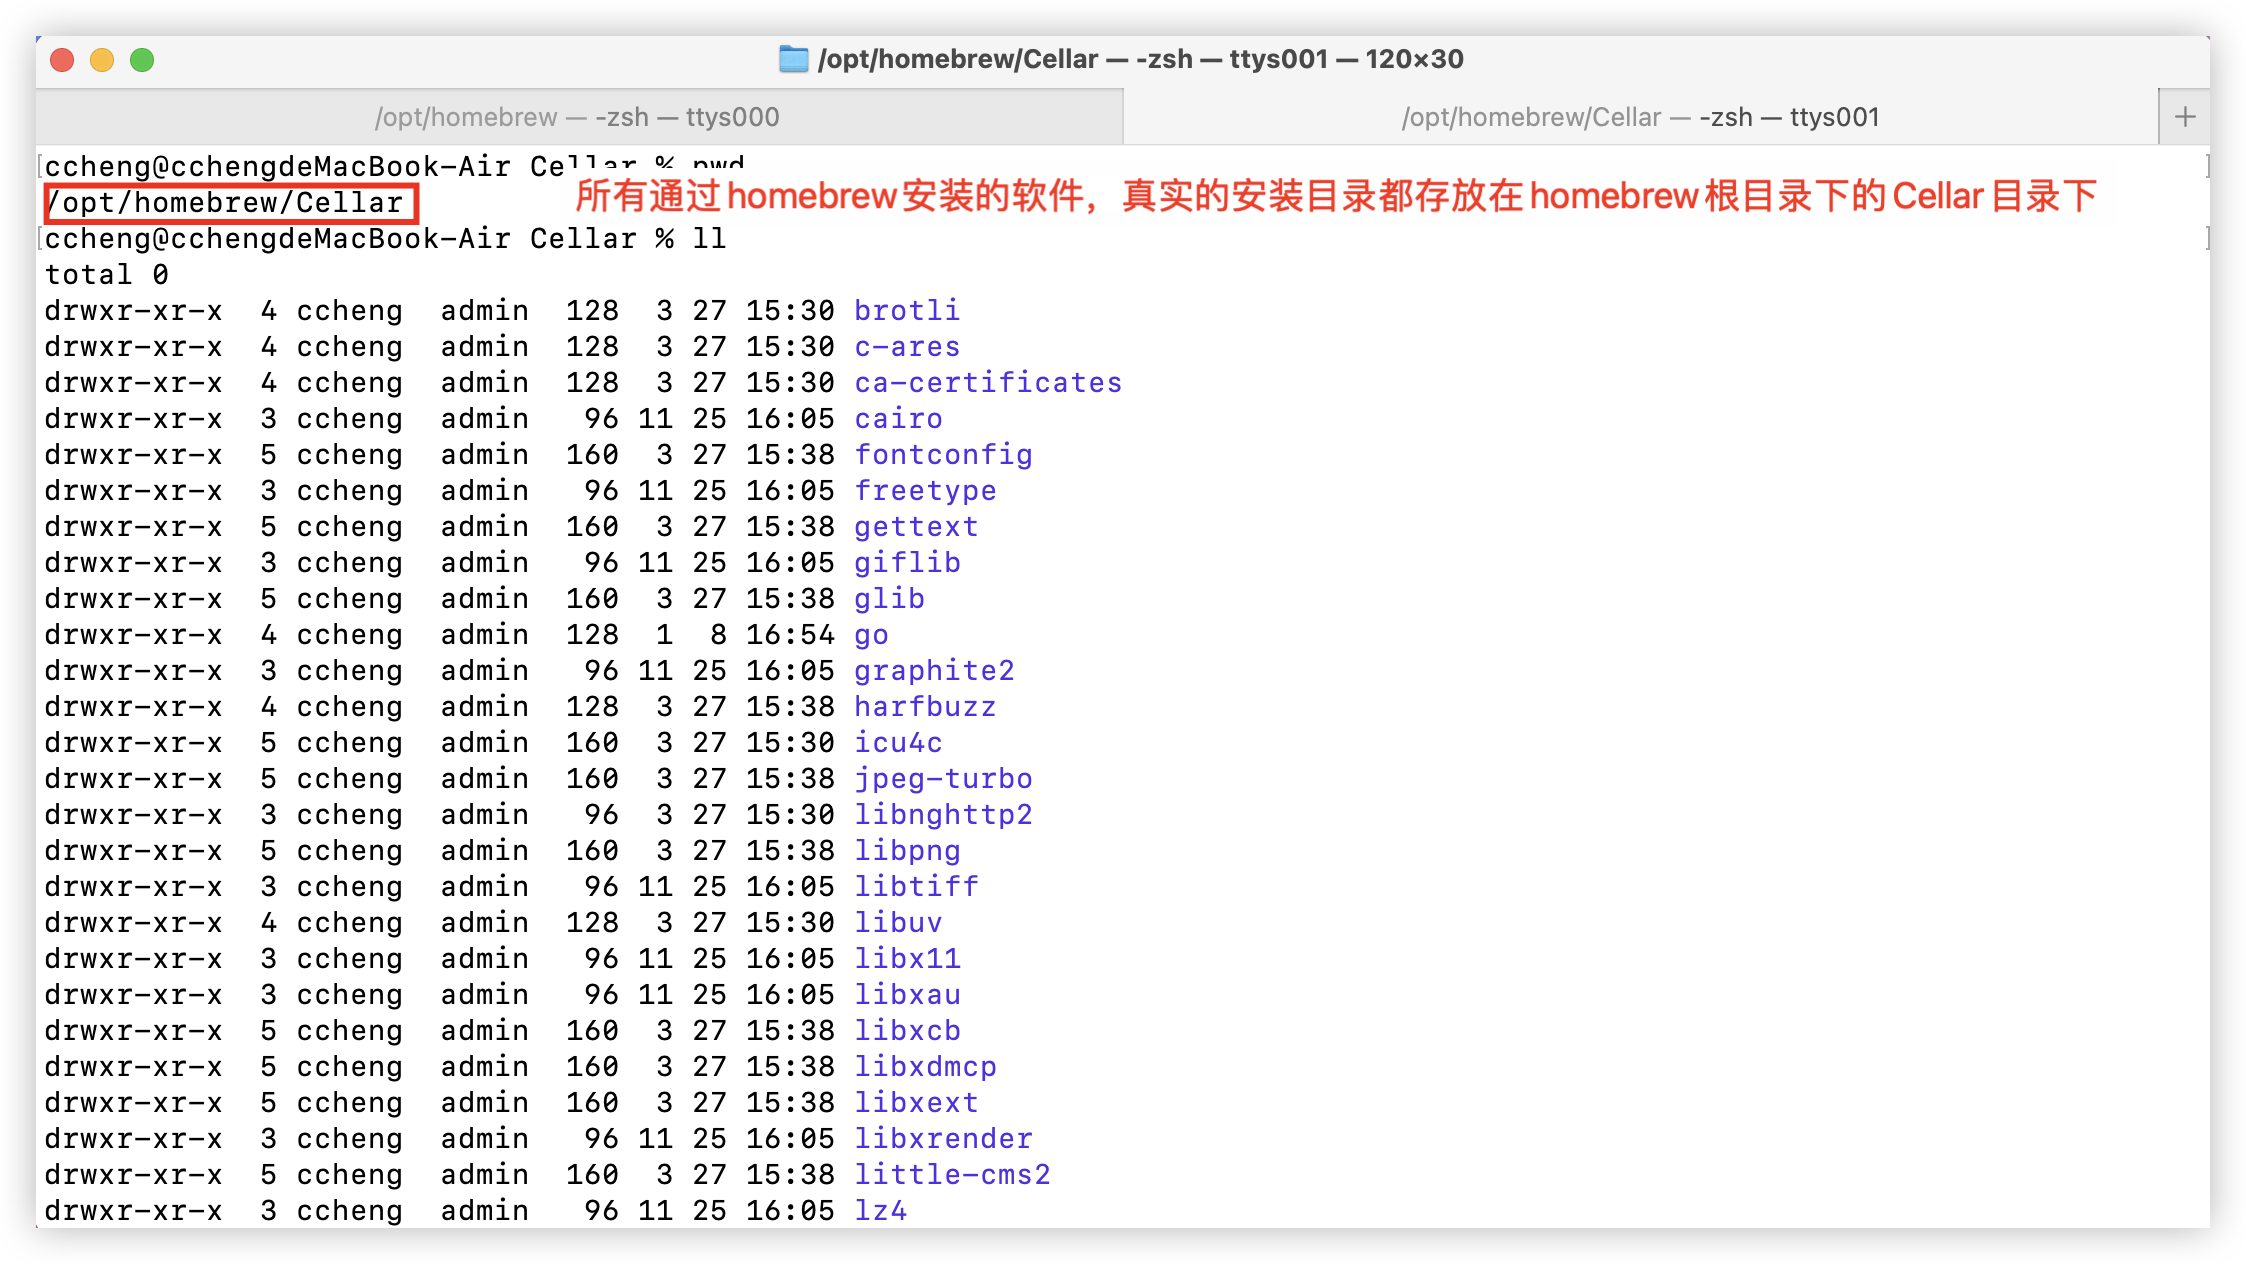 /opt/homebrew/Cellar — -zsh — ttys001 — 120×30
/opt/homebrew — -zsh — ttys000
/opt/homebrew/Cellar — -zsh — ttys001
+
ccheng@cchengdeMacBook-Air Cellar % pwd
/opt/homebrew/Cellar
所有通过homebrew安装的软件，真实的安装目录都存放在homebrew根目录下的Cellar目录下
ccheng@cchengdeMacBook-Air Cellar % ll
total 0
drwxr-xr-x  4 ccheng  admin  128  3 27 15:30 brotli
drwxr-xr-x  4 ccheng  admin  128  3 27 15:30 c-ares
drwxr-xr-x  4 ccheng  admin  128  3 27 15:30 ca-certificates
drwxr-xr-x  3 ccheng  admin   96 11 25 16:05 cairo
drwxr-xr-x  5 ccheng  admin  160  3 27 15:38 fontconfig
drwxr-xr-x  3 ccheng  admin   96 11 25 16:05 freetype
drwxr-xr-x  5 ccheng  admin  160  3 27 15:38 gettext
drwxr-xr-x  3 ccheng  admin   96 11 25 16:05 giflib
drwxr-xr-x  5 ccheng  admin  160  3 27 15:38 glib
drwxr-xr-x  4 ccheng  admin  128  1  8 16:54 go
drwxr-xr-x  3 ccheng  admin   96 11 25 16:05 graphite2
drwxr-xr-x  4 ccheng  admin  128  3 27 15:38 harfbuzz
drwxr-xr-x  5 ccheng  admin  160  3 27 15:30 icu4c
drwxr-xr-x  5 ccheng  admin  160  3 27 15:38 jpeg-turbo
drwxr-xr-x  3 ccheng  admin   96  3 27 15:30 libnghttp2
drwxr-xr-x  5 ccheng  admin  160  3 27 15:38 libpng
drwxr-xr-x  3 ccheng  admin   96 11 25 16:05 libtiff
drwxr-xr-x  4 ccheng  admin  128  3 27 15:30 libuv
drwxr-xr-x  3 ccheng  admin   96 11 25 16:05 libx11
drwxr-xr-x  3 ccheng  admin   96 11 25 16:05 libxau
drwxr-xr-x  5 ccheng  admin  160  3 27 15:38 libxcb
drwxr-xr-x  5 ccheng  admin  160  3 27 15:38 libxdmcp
drwxr-xr-x  5 ccheng  admin  160  3 27 15:38 libxext
drwxr-xr-x  3 ccheng  admin   96 11 25 16:05 libxrender
drwxr-xr-x  5 ccheng  admin  160  3 27 15:38 little-cms2
drwxr-xr-x  3 ccheng  admin   96 11 25 16:05 lz4